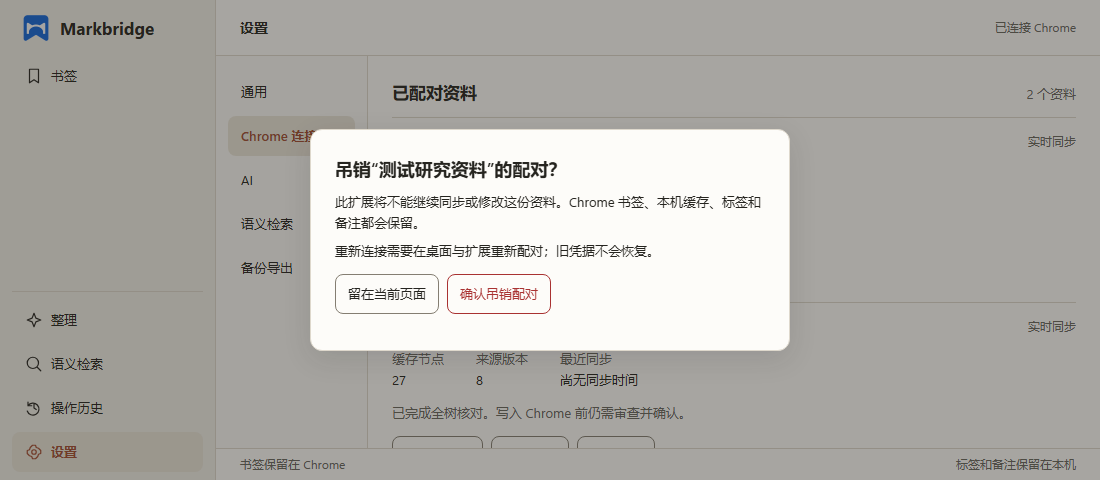 Markbridge
设置
已连接 Chrome
书签
通用
已配对资料
2 个资料
Chrome 连接
实时同步
吊销“测试研究资料”的配对？
此扩展将不能继续同步或修改这份资料。Chrome 书签、本机缓存、标签和
备注都会保留。
重新连接需要在桌面与扩展重新配对；旧凭据不会恢复。
留在当前页面
确认吊销配对
AI
语义检索
备份导出
整理
实时同步
语义检索
缓存节点
来源版本
最近同步
27
8
尚无同步时间
操作历史
已完成全树核对。写入 Chrome 前仍需审查并确认。
设置
书签保留在 Chrome
标签和备注保留在本机